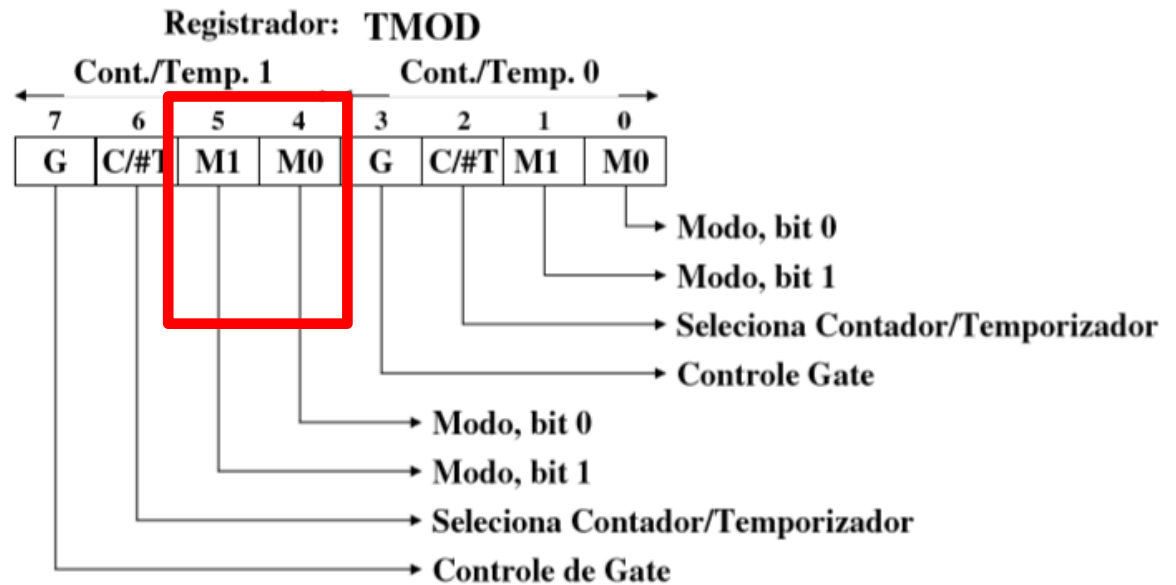 Registrador: TMOD
Cont./Temp. 1 Cont./Temp. 0
7 6 5 4 3 2 1 0
G C/#T M1 M0 G C/#T M1 M0
Modo, bit 0
Modo, bit 1
Seleciona Contador/Temporizador
Controle Gate
Modo, bit 0
Modo, bit 1
Seleciona Contador/Temporizador
Controle de Gate